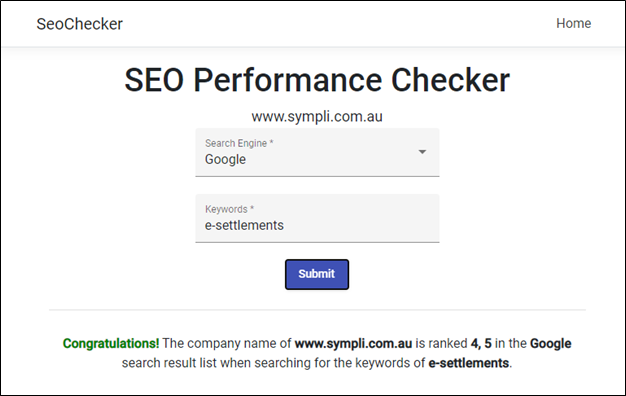 SeoChecker Home
SEO Performance Checker
www.sympli.com.au
Search Engine *
Google
Keywords *
e-settlements
Submit
Congratulations! The company name of www.sympli.com.au is ranked 4, 5 in the Google
search result list when searching for the keywords of e-settlements.